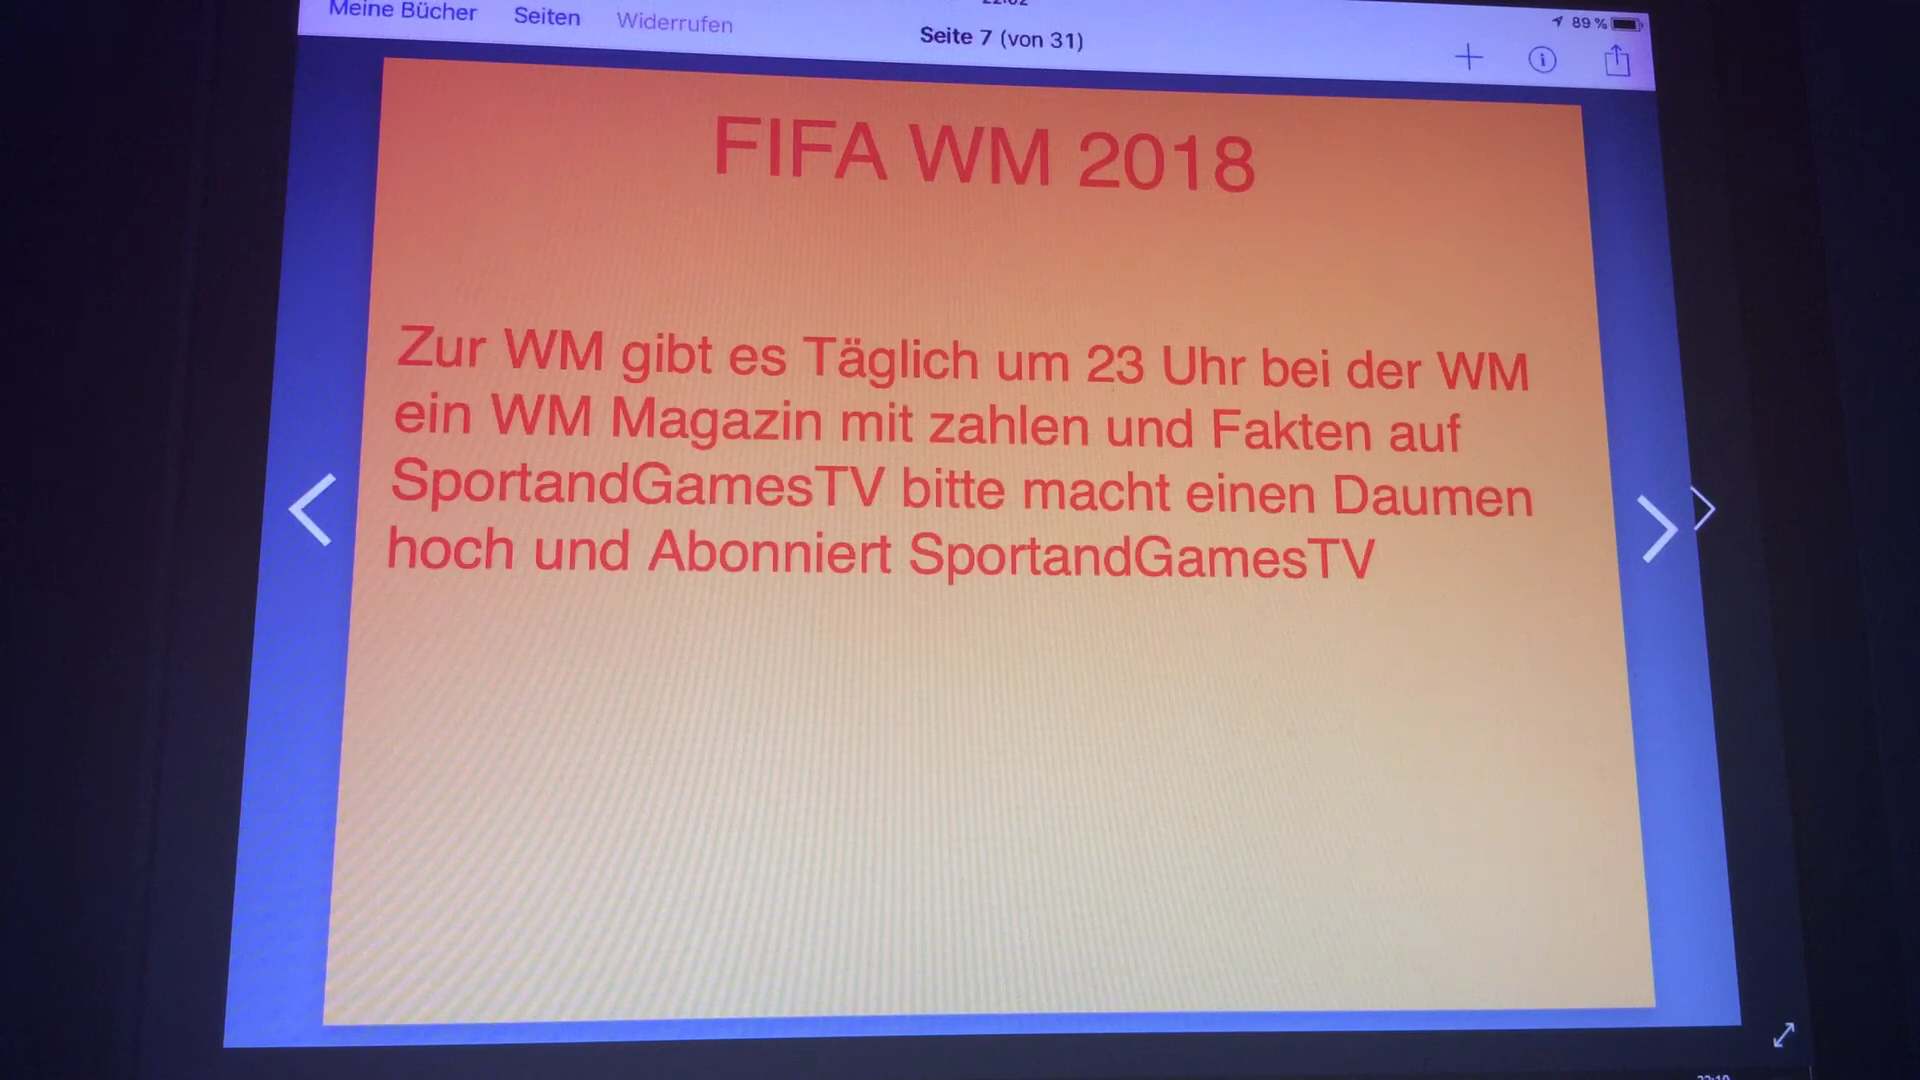 Meine Bücher Seiten Widerrufen
Seite 7 (von 31)
89 %
FIFA WM 2018
Zur WM gibt es Täglich um 23 Uhr bei der WM
ein WM Magazin mit zahlen und Fakten auf
SportandGamesTV bitte macht einen Daumen
hoch und Abonniert SportandGamesTV